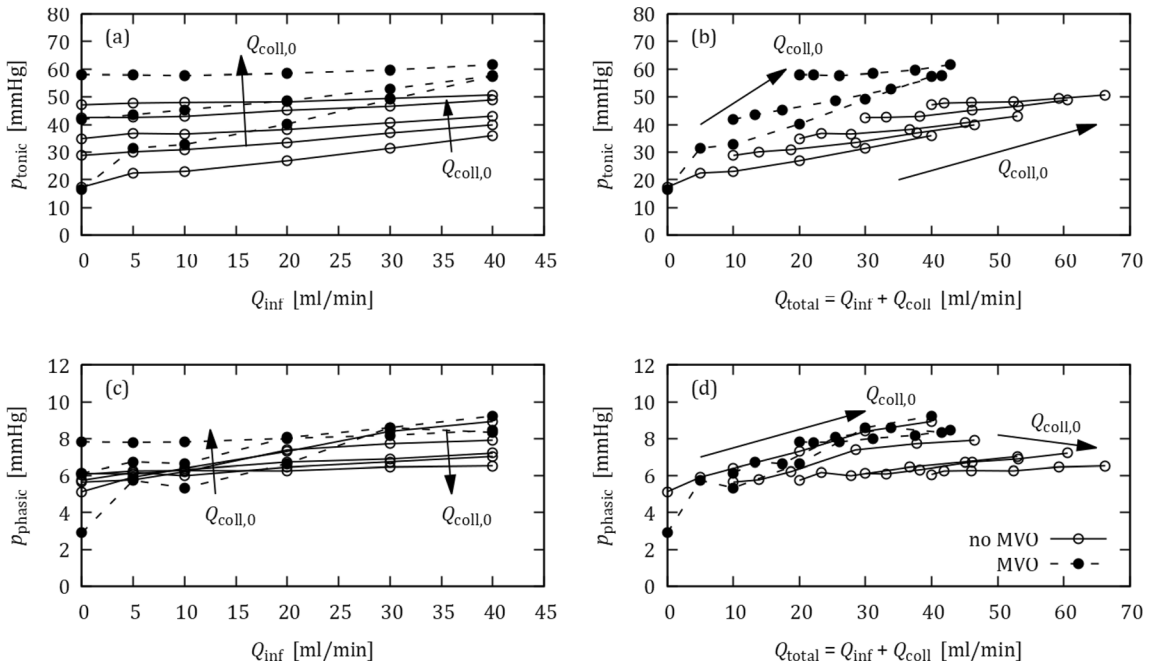 80
70
60
50
40
30
20
10
0
p_tonic [mmHg]
(a)
Q_coll,0
Q_coll,0
0 5 10 15 20 25 30 35 40 45
Q_inf [ml/min]
80
70
60
50
40
30
20
10
0
p_tonic [mmHg]
(b)
Q_coll,0
Q_coll,0
0 10 20 30 40 50 60 70
Q_total = Q_inf + Q_coll [ml/min]
12
10
8
6
4
2
0
p_phasic [mmHg]
(c)
Q_coll,0
Q_coll,0
0 5 10 15 20 25 30 35 40 45
Q_inf [ml/min]
12
10
8
6
4
2
0
p_phasic [mmHg]
(d)
Q_coll,0
Q_coll,0
no MVO
MVO
0 10 20 30 40 50 60 70
Q_total = Q_inf + Q_coll [ml/min]